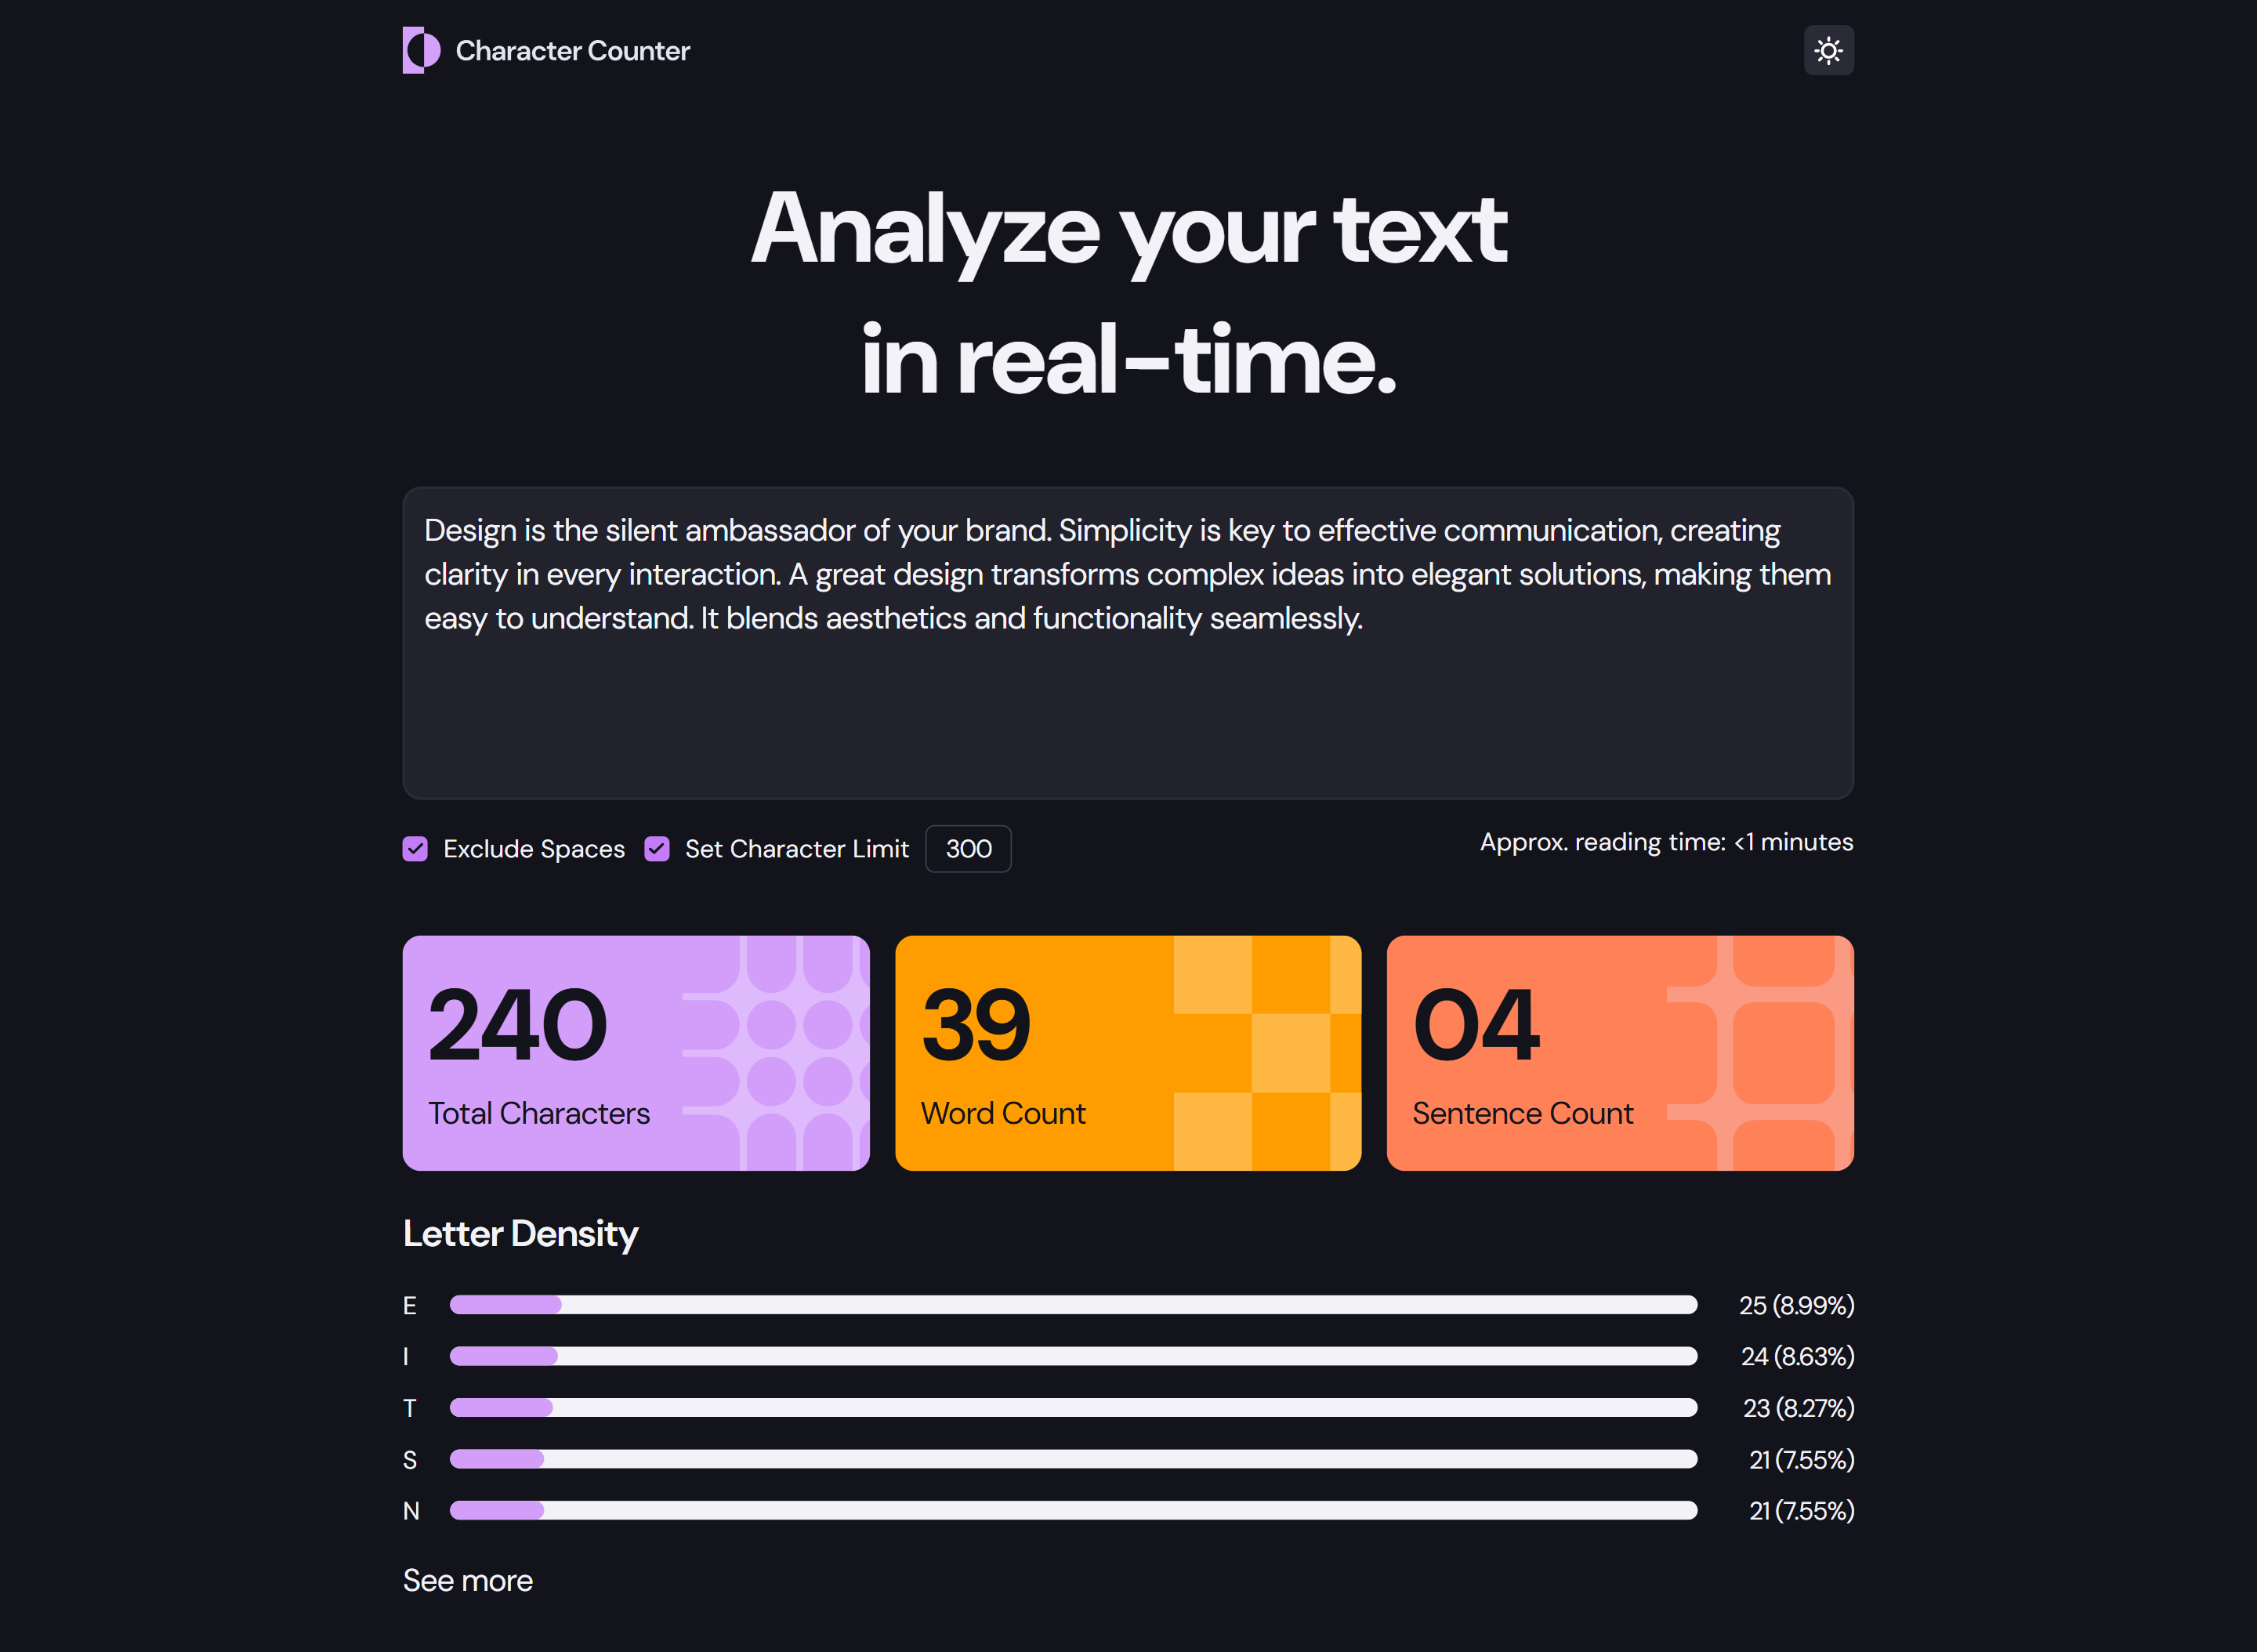 Character Counter
Analyze your text
in real-time.
Design is the silent ambassador of your brand. Simplicity is key to effective communication, creating
clarity in every interaction. A great design transforms complex ideas into elegant solutions, making them
easy to understand. It blends aesthetics and functionality seamlessly.
Exclude Spaces Set Character Limit 300 Approx. reading time: <1 minutes
240 39 04
Total Characters Word Count Sentence Count
Letter Density
E 25 (8.99%)
I 24 (8.63%)
T 23 (8.27%)
S 21 (7.55%)
N 21 (7.55%)
See more